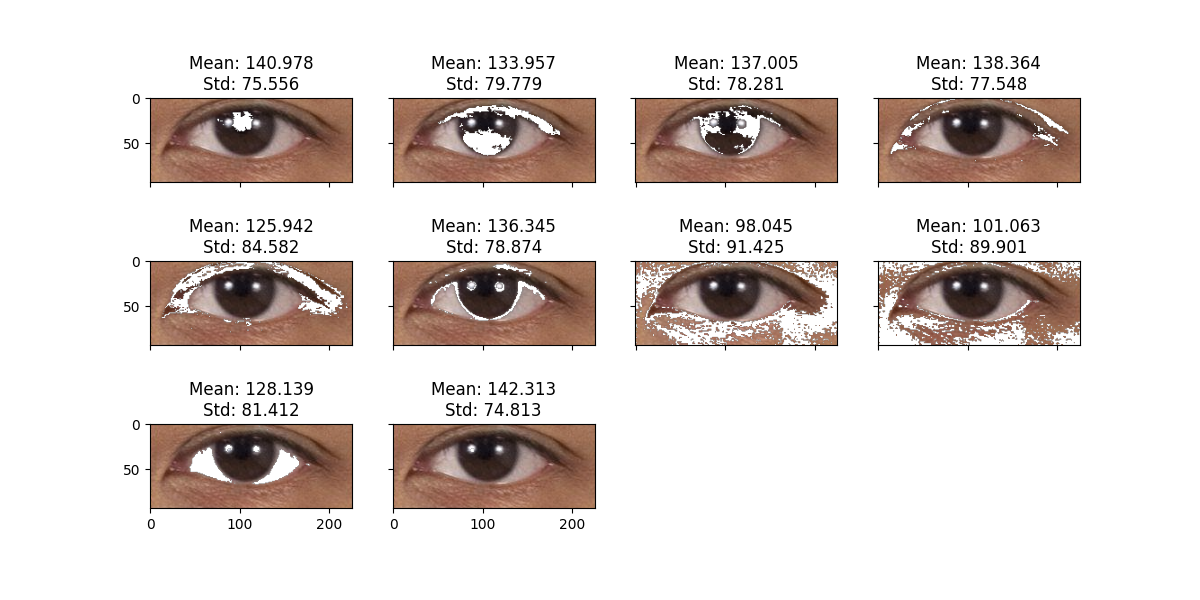 Mean: 140.978
Std: 75.556
Mean: 133.957
Std: 79.779
Mean: 137.005
Std: 78.281
Mean: 138.364
Std: 77.548
0
50
Mean: 125.942
Std: 84.582
Mean: 136.345
Std: 78.874
Mean: 98.045
Std: 91.425
Mean: 101.063
Std: 89.901
0
50
Mean: 128.139
Std: 81.412
Mean: 142.313
Std: 74.813
0
50
0 100 200
0 100 200